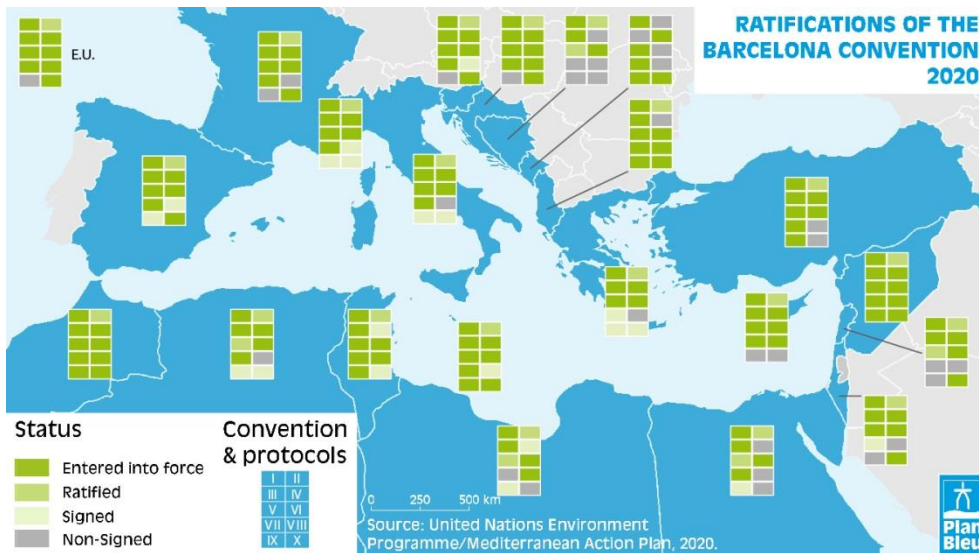 RATIFICATIONS OF THE
BARCELONA CONVENTION
2020
E.U.
Status
Entered into force
Ratified
Signed
Non-Signed
Convention
& protocols
I II
III IV
V VI
VII VIII
IX X
0 250 500 km
Source: United Nations Environment
Programme/Mediterranean Action Plan, 2020.
Plan
Bleu